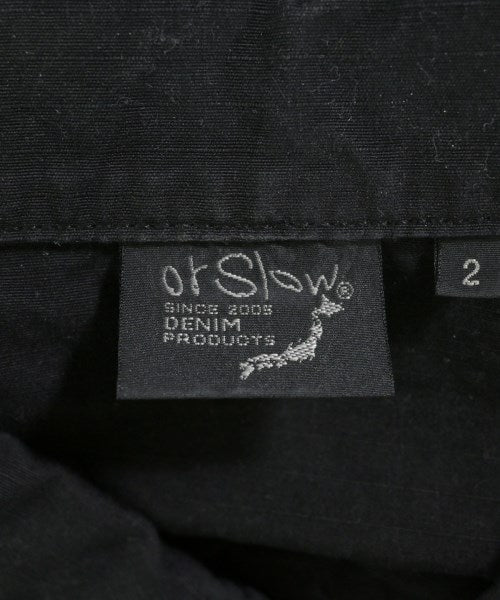 orSlow®
SINCE 2005
DENIM
PRODUCTS
2